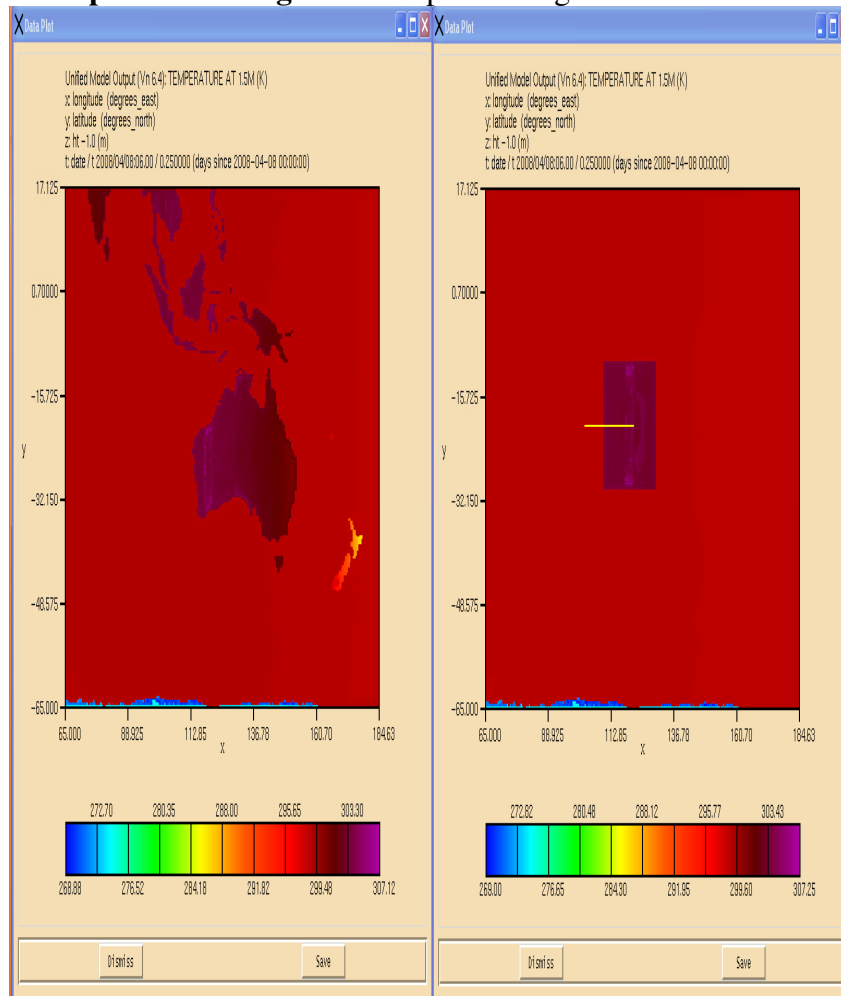 Data Plot
Unified Model Output (Vn 6.4): TEMPERATURE AT 1.5M (K)
x: longitude (degrees_east)
y: latitude (degrees_north)
z: ht -1.0 (m)
t: date / t 2008/04/08:06.00 / 0.250000 (days since 2008-04-08 00:00:00)
17.125
0.70000
-15.725
y
-32.150
-48.575
-65.000
65.000 88.925 112.85 136.78 160.70 184.63
x
272.70 280.35 288.00 295.65 303.30
268.88 276.52 284.18 291.82 299.48 307.12
Dismiss Save
Data Plot
Unified Model Output (Vn 6.4): TEMPERATURE AT 1.5M (K)
x: longitude (degrees_east)
y: latitude (degrees_north)
z: ht -1.0 (m)
t: date / t 2008/04/08:06.00 / 0.250000 (days since 2008-04-08 00:00:00)
17.125
0.70000
-15.725
y
-32.150
-48.575
-65.000
65.000 88.925 112.85 136.78 160.70 184.63
x
272.82 280.48 288.12 295.77 303.43
269.00 276.65 284.30 291.95 299.60 307.25
Dismiss Save